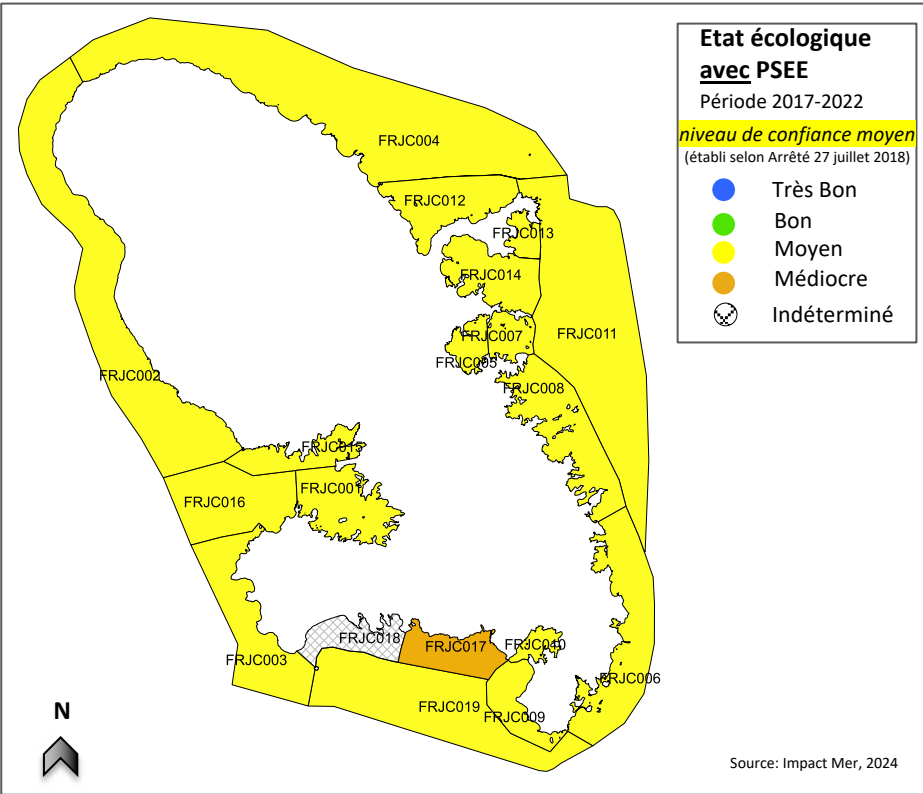 Etat écologique
avec PSEE
Période 2017-2022
niveau de confiance moyen
(établi selon Arrêté 27 juillet 2018)
Très Bon
Bon
Moyen
Médiocre
Indéterminé
FRJC004
FRJC012
FRJC013
FRJC014
FRJC007
FRJC011
FRJC005
FRJC002
FRJC008
FRJC015
FRJC001
FRJC016
FRJC018
FRJC017
FRJC010
FRJC003
FRJC006
FRJC019
FRJC009
N
Source: Impact Mer, 2024